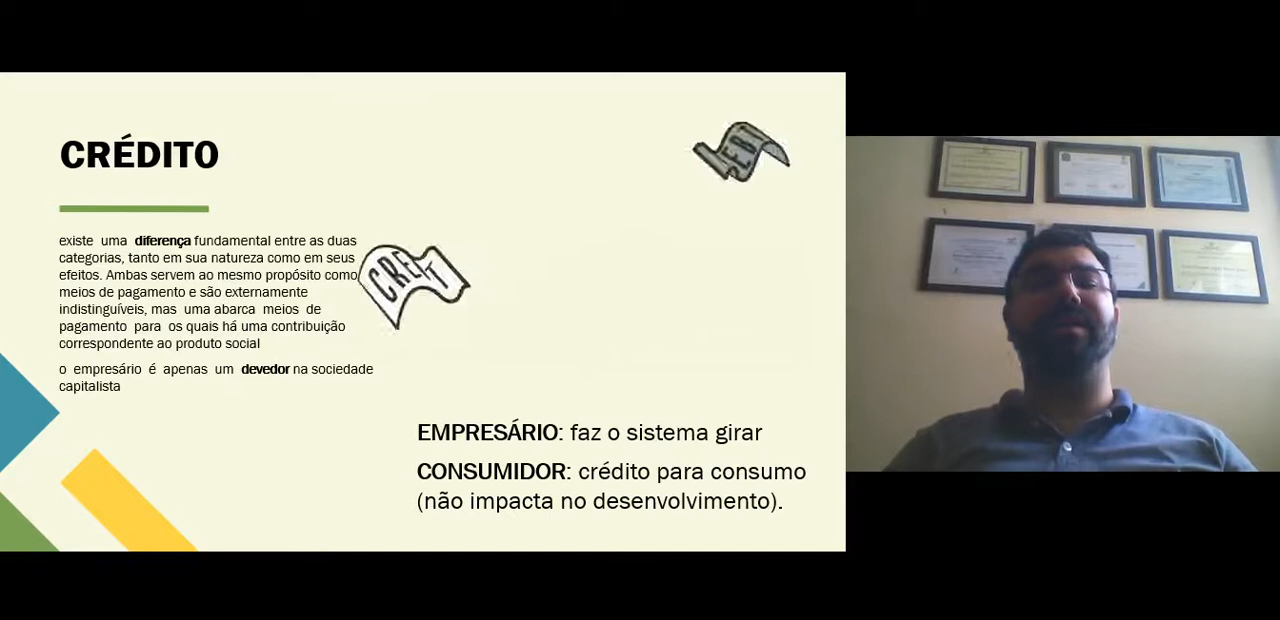 CRÉDITO
existe uma diferença fundamental entre as duas
categorias, tanto em sua natureza como em seus
efeitos. Ambas servem ao mesmo propósito como
meios de pagamento e são externamente
indistinguíveis, mas uma abarca meios de
pagamento para os quais há uma contribuição
correspondente ao produto social
o empresário é apenas um devedor na sociedade
capitalista
EMPRESÁRIO: faz o sistema girar
CONSUMIDOR: crédito para consumo
(não impacta no desenvolvimento).